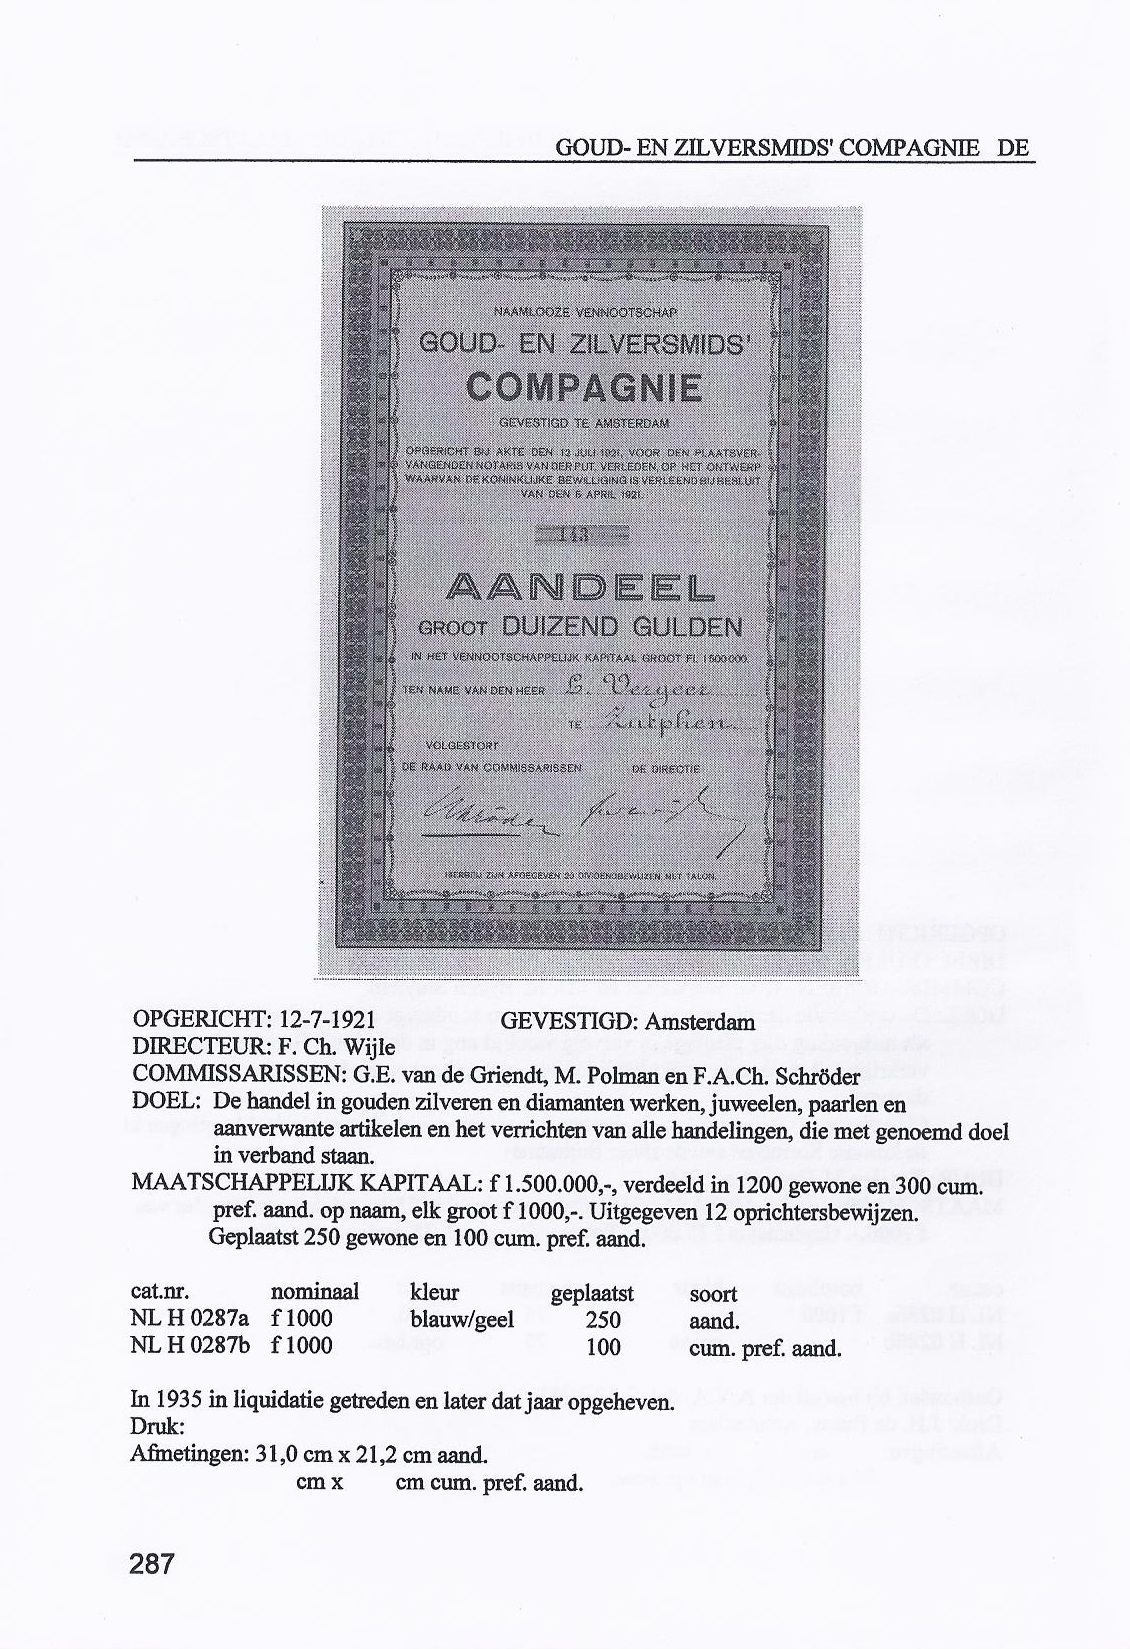 GOUD- EN ZILVERSMIDS' COMPAGNIE DE
NAAMLOOZE VENNOOTSCHAP
GOUD- EN ZILVERSMIDS'
COMPAGNIE
GEVESTIGD TE AMSTERDAM
OPGERICHT BIJ AKTE DEN 12 JULI 1921, VOOR DEN PLAATSVER-
VANGENDEN NOTARIS VAN DER PUT, VERLEDEN, OP HET ONTWERP
WAARVAN DE KONINKLIJKE BEWILLIGING IS VERLEEND BIJ BESLUIT
VAN DEN 6 APRIL 1921.
143
AANDEEL
GROOT DUIZEND GULDEN
IN HET VENNOOTSCHAPPELIJK KAPITAAL GROOT FL. 1500000.
TEN NAME VAN DEN HEER
TE Zutphen
VOLGESTORT
DE RAAD VAN COMMISSARISSEN DE DIRECTIE
Schröder
HIERBIJ ZIJN AFGEGEVEN 20 DIVIDENDBEWIJZEN MET TALON.
OPGERICHT: 12-7-1921 GEVESTIGD: Amsterdam
DIRECTEUR: F. Ch. Wijle
COMMISSARISSEN: G.E. van de Griendt, M. Polman en F.A.Ch. Schröder
DOEL: De handel in gouden zilveren en diamanten werken, juweelen, paarlen en
aanverwante artikelen en het verrichten van alle handelingen, die met genoemd doel
in verband staan.
MAATSCHAPPELIJK KAPITAAL: f 1.500.000,-, verdeeld in 1200 gewone en 300 cum.
pref. aand. op naam, elk groot f 1000,-. Uitgegeven 12 oprichtersbewijzen.
Geplaatst 250 gewone en 100 cum. pref. aand.
cat.nr. nominaal kleur geplaatst soort
NL H 0287a f 1000 blauw/geel 250 aand.
NL H 0287b f 1000 100 cum. pref. aand.
In 1935 in liquidatie getreden en later dat jaar opgeheven.
Druk:
Afmetingen: 31,0 cm x 21,2 cm aand.
cm x cm cum. pref. aand.
287